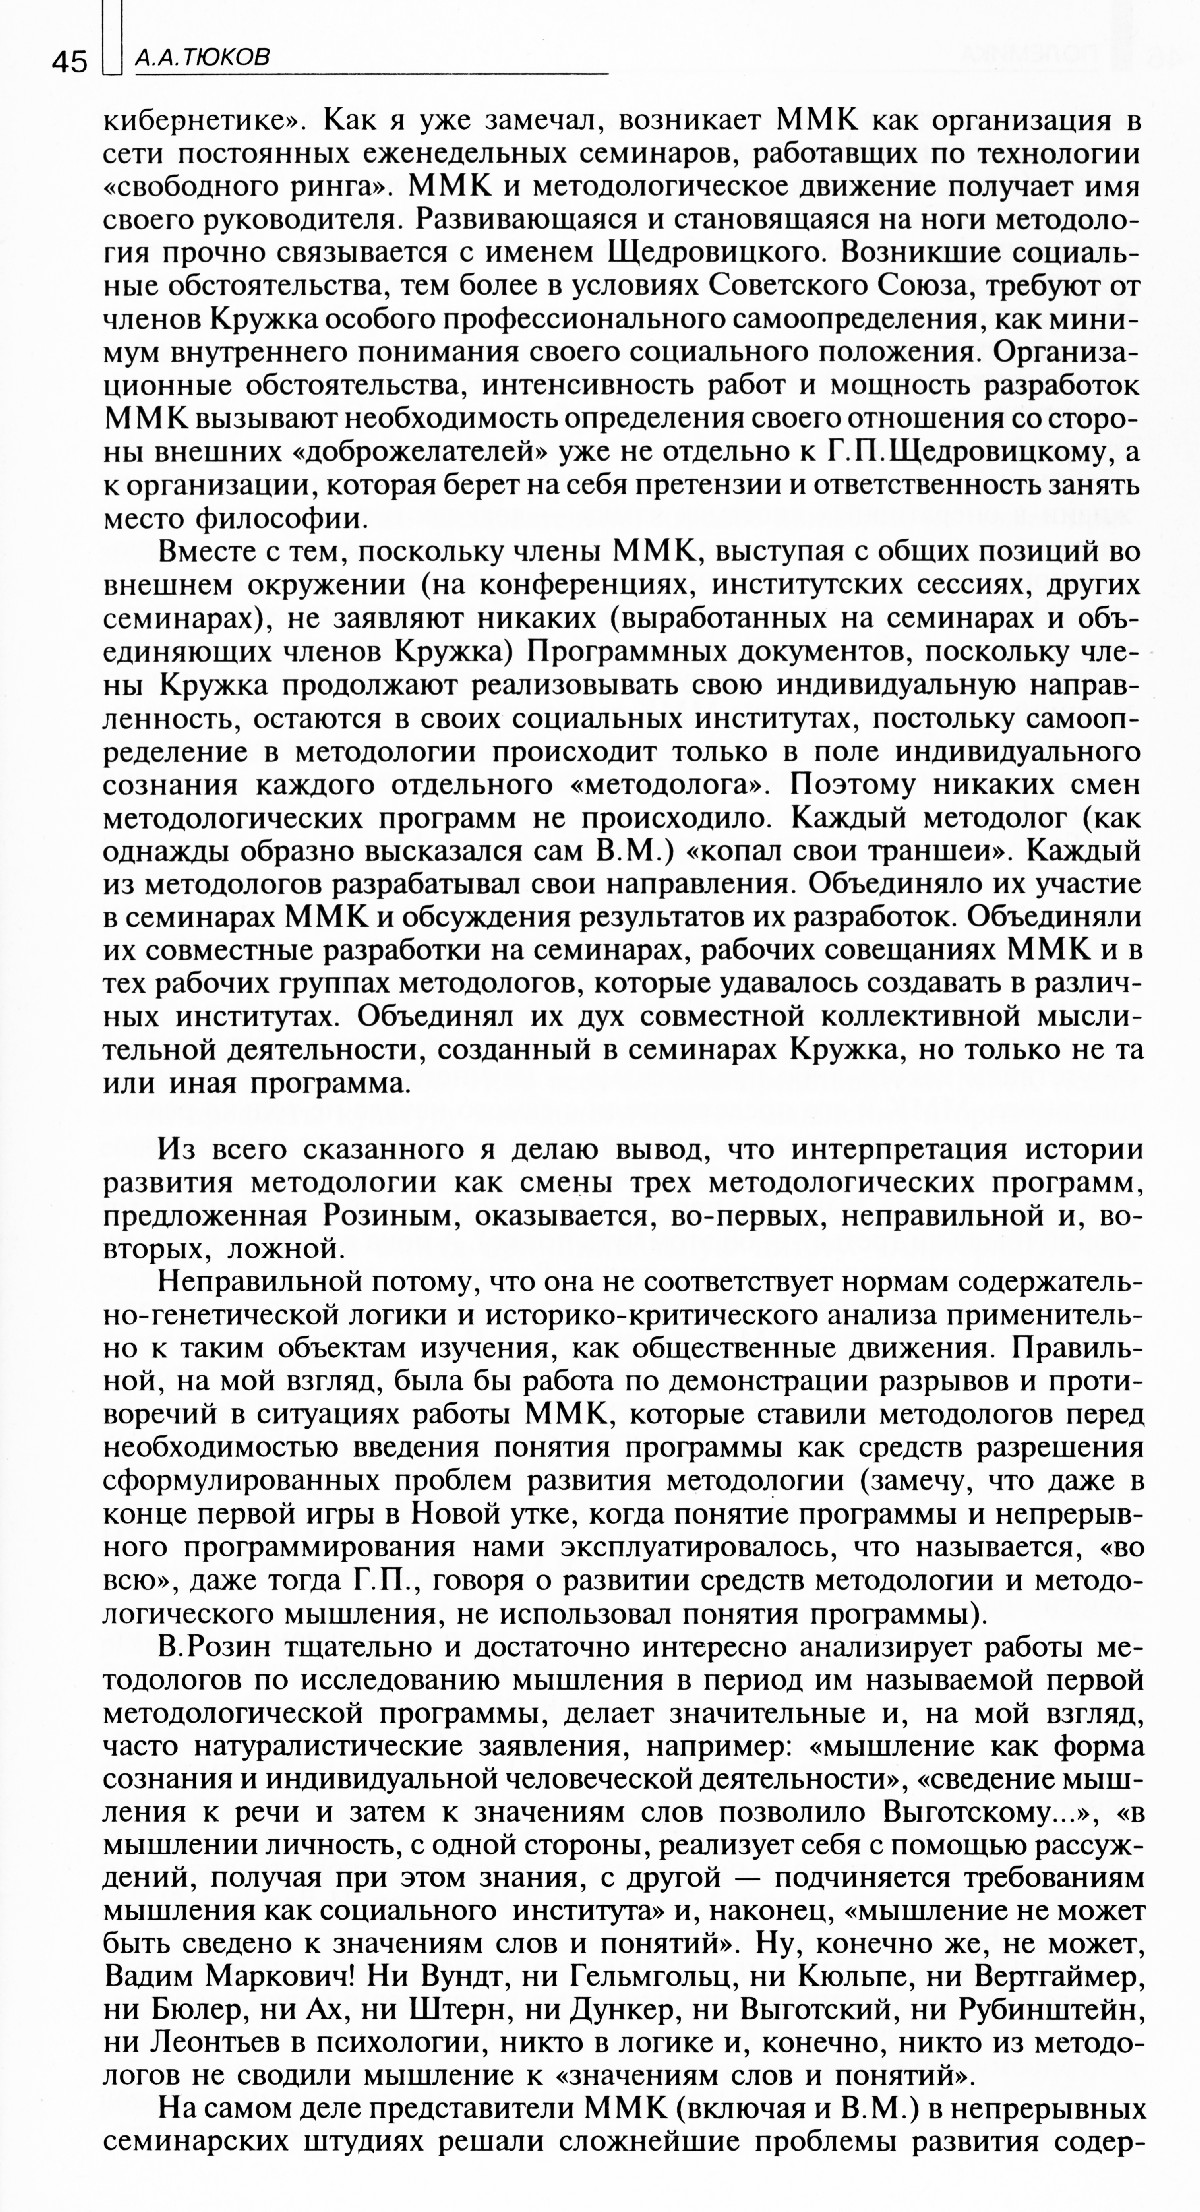 45
А.А.ТЮКОВ
кибернетике». Как я уже замечал, возникает ММК как организация в
сети постоянных еженедельных семинаров, работавщих по технологии
«свободного ринга». ММК и методологическое движение получает имя
своего руководителя. Развивающаяся и становящаяся на ноги методоло-
гия прочно связывается с именем Щедровицкого. Возникшие социаль-
ные обстоятельства, тем более в условиях Советского Союза, требуют от
членов Кружка особого профессионального самоопределения, как мини-
мум внутреннего понимания своего социального положения. Организа-
ционные обстоятельства, интенсивность работ и мощность разработок
ММК вызывают необходимость определения своего отношения со сторо-
ны внешних «доброжелателей» уже не отдельно к Г.П.Щедровицкому, а
к организации, которая берет на себя претензии и ответственность занять
место философии.
Вместе с тем, поскольку члены ММК, выступая с общих позиций во
внешнем окружении (на конференциях, институтских сессиях, других
семинарах), не заявляют никаких (выработанных на семинарах и объ-
единяющих членов Кружка) Программных документов, поскольку чле-
ны Кружка продолжают реализовывать свою индивидуальную направ-
ленность, остаются в своих социальных институтах, постольку самооп-
ределение в методологии происходит только в поле индивидуального
сознания каждого отдельного «методолога». Поэтому никаких смен
методологических программ не происходило. Каждый методолог (как
однажды образно высказался сам В.М.) «копал свои траншеи». Каждый
из методологов разрабатывал свои направления. Объединяло их участие
в семинарах ММК и обсуждения результатов их разработок. Объединяли
их совместные разработки на семинарах, рабочих совещаниях ММК и в
тех рабочих группах методологов, которые удавалось создавать в различ-
ных институтах. Объединял их дух совместной коллективной мысли-
тельной деятельности, созданный в семинарах Кружка, но только не та
или иная программа.
Из всего сказанного я делаю вывод, что интерпретация истории
развития методологии как смены трех методологических программ,
предложенная Розиным, оказывается, во-первых, неправильной и, во-
вторых, ложной.
Неправильной потому, что она не соответствует нормам содержатель-
но-генетической логики и историко-критического анализа применитель-
но к таким объектам изучения, как общественные движения. Правиль-
ной, на мой взгляд, была бы работа по демонстрации разрывов и проти-
воречий в ситуациях работы ММК, которые ставили методологов перед
необходимостью введения понятия программы как средств разрешения
сформулированных проблем развития методологии (замечу, что даже в
конце первой игры в Новой утке, когда понятие программы и непрерыв-
ного программирования нами эксплуатировалось, что называется, «во
всю», даже тогда Г.П., говоря о развитии средств методологии и методо-
логического мышления, не использовал понятия программы).
В.Розин тщательно и достаточно интересно анализирует работы ме-
тодологов по исследованию мышления в период им называемой первой
методологической программы, делает значительные и, на мой взгляд,
часто натуралистические заявления, например: «мышление как форма
сознания и индивидуальной человеческой деятельности», «сведение мыш-
ления к речи и затем к значениям слов позволило Выготскому...», «в
мышлении личность, с одной стороны, реализует себя с помощью рассуж-
дений, получая при этом знания, с другой — подчиняется требованиям
мышления как социального института» и, наконец, «мышление не может
быть сведено к значениям слов и понятий». Ну, конечно же, не может,
Вадим Маркович! Ни Вундт, ни Гельмгольц, ни Кюльпе, ни Вертгаймер,
ни Бюлер, ни Ах, ни Штерн, ни Дункер, ни Выготский, ни Рубинштейн,
ни Леонтьев в психологии, никто в логике и, конечно, никто из методо-
логов не сводили мышление к «значениям слов и понятий».
На самом деле представители ММК (включая и В.М.) в непрерывных
семинарских штудиях решали сложнейшие проблемы развития содер-